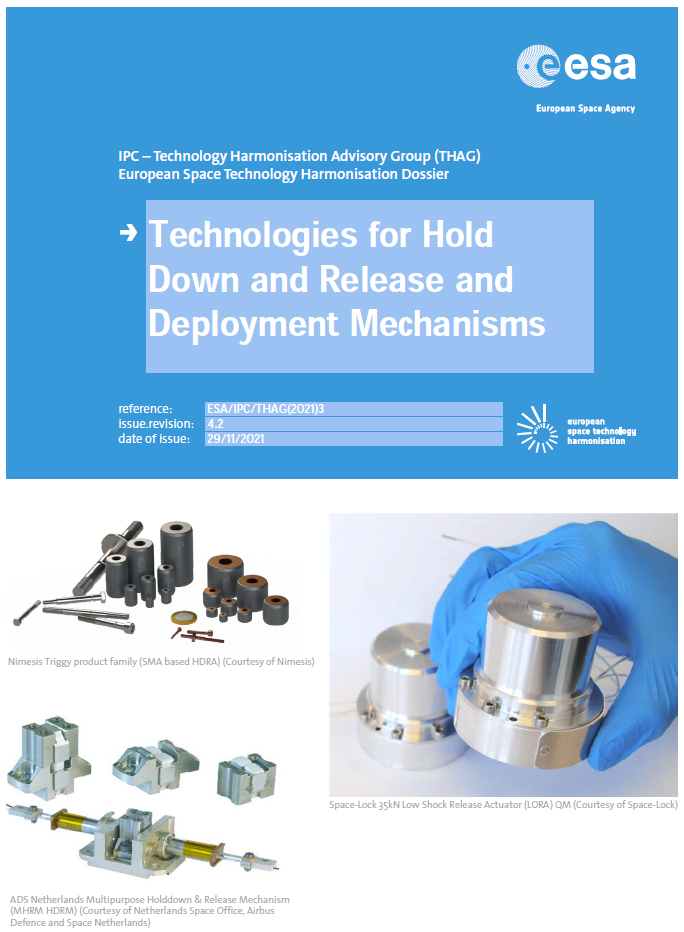 esa
European Space Agency
IPC – Technology Harmonisation Advisory Group (THAG)
European Space Technology Harmonisation Dossier
Technologies for Hold
Down and Release and
Deployment Mechanisms
reference: ESA/IPC/THAG(2021)3
issue.revision: 4.2
date of issue: 29/11/2021
european
space technology
harmonisation
Nimesis Triggy product family (SMA based HDRA) (Courtesy of Nimesis)
Space-Lock 35kN Low Shock Release Actuator (LORA) QM (Courtesy of Space-Lock)
ADS Netherlands Multipurpose Holddown & Release Mechanism
(MHRM HDRM) (Courtesy of Netherlands Space Office, Airbus
Defence and Space Netherlands)